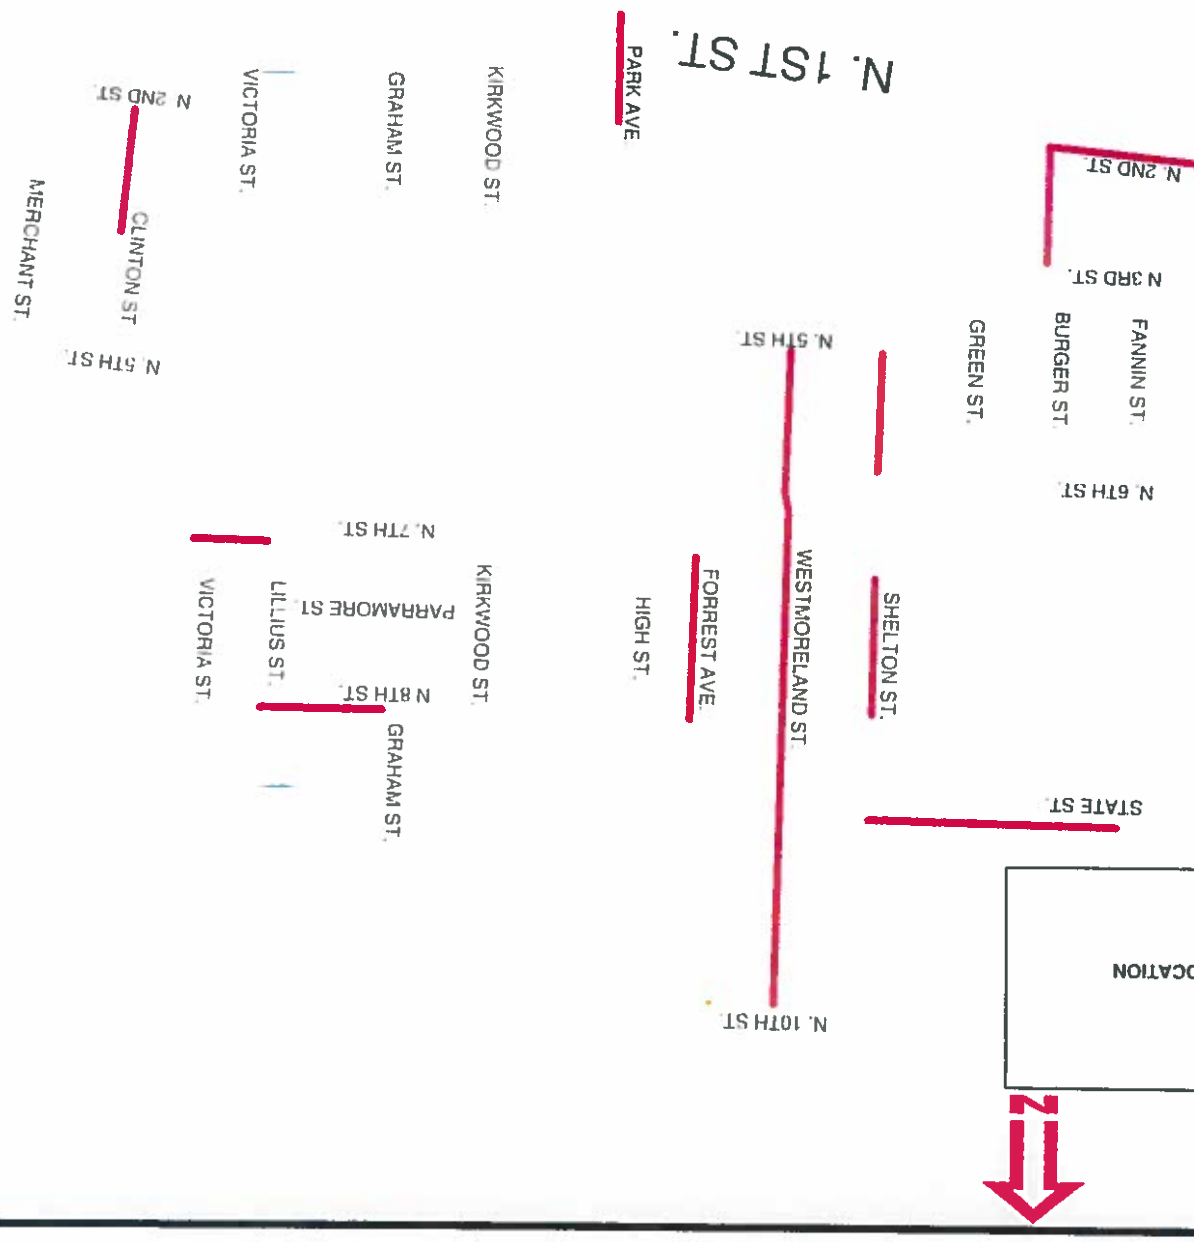 N. 1ST ST.
PARK AVE
KIRKWOOD ST.
GRAHAM ST.
VICTORIA ST.
N 2ND ST
CLINTON ST
MERCHANT ST.
N. 5TH ST.
N. 2ND ST.
N 3RD ST.
FANNIN ST.
BURGER ST.
GREEN ST.
N. 5TH ST.
N. 6TH ST.
N. 7TH ST.
VICTORIA ST.
LILLIUS ST.
PARRAMORE ST.
KIRKWOOD ST.
N 8TH ST.
GRAHAM ST.
HIGH ST.
FORREST AVE.
WESTMORELAND ST.
SHELTON ST.
STATE ST.
OCATION
N. 10TH ST.
N